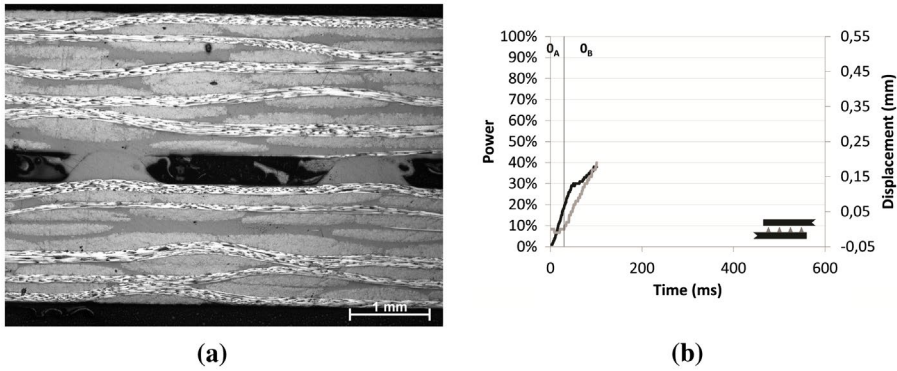 1 mm
(a)
100%
90%
80%
70%
60%
50%
40%
30%
20%
10%
0%
Power
0A 0B
0,55
0,45
0,35
0,25
0,15
0,05
-0,05
Displacement (mm)
0 200 400 600
Time (ms)
(b)